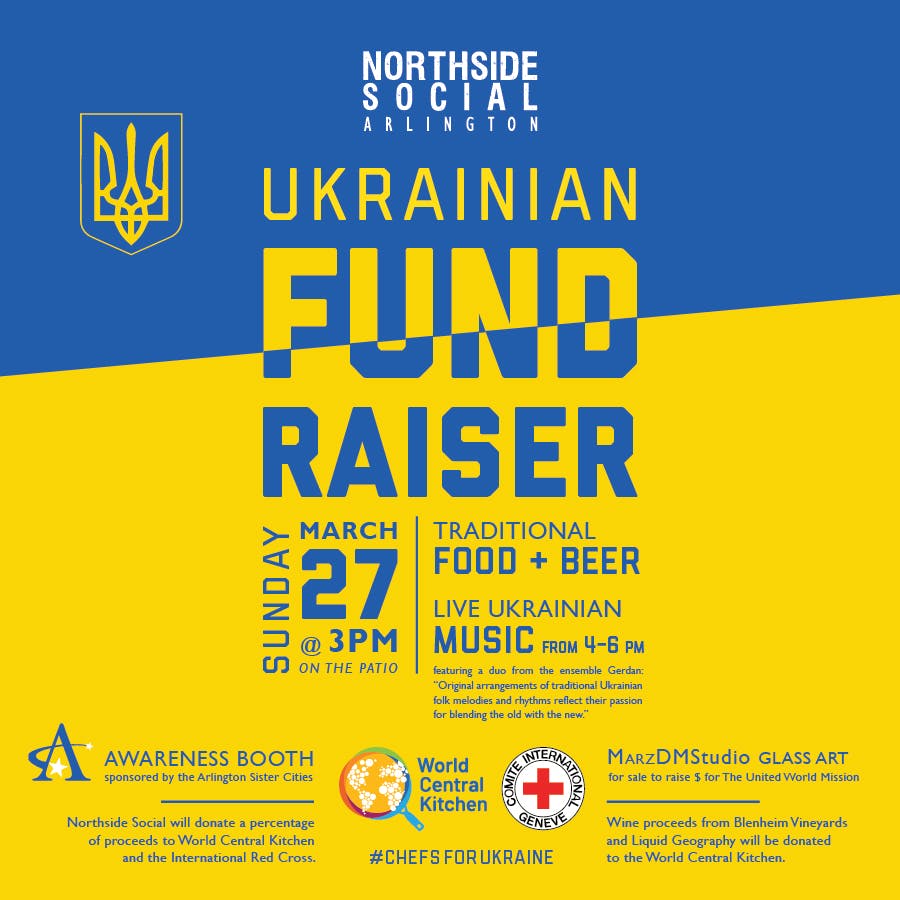 NORTHSIDE
SOCIAL
ARLINGTON
UKRAINIAN
FUND
RAISER
SUNDAY
MARCH
27
@ 3PM
ON THE PATIO
TRADITIONAL
FOOD + BEER
LIVE UKRAINIAN
MUSIC FROM 4-6 PM
featuring a duo from the ensemble Gerdan:
"Original arrangements of traditional Ukrainian
folk melodies and rhythms reflect their passion
for blending the old with the new."
A
AWARENESS BOOTH
sponsored by the Arlington Sister Cities
Northside Social will donate a percentage
of proceeds to World Central Kitchen
and the International Red Cross.
World
Central
Kitchen
COMITE INTERNATIONAL
GENEVE
#CHEFSFORUKRAINE
MARZDMSTUDIO GLASS ART
for sale to raise $ for The United World Mission
Wine proceeds from Blenheim Vineyards
and Liquid Geography will be donated
to the World Central Kitchen.